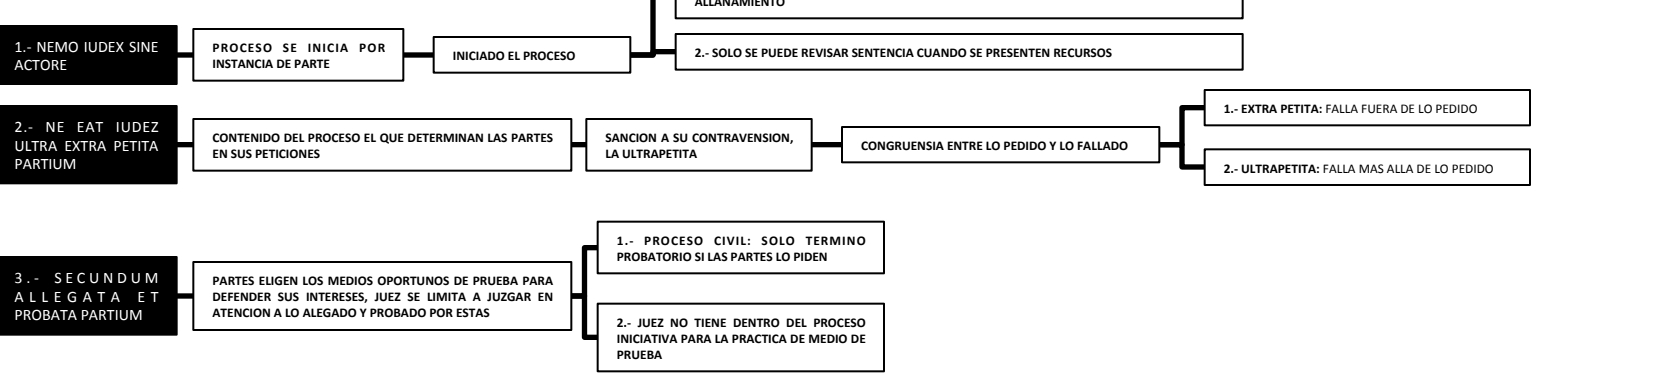 ALLANAMIENTO
1.- NEMO IUDEX SINE
ACTORE
PROCESO SE INICIA POR
INSTANCIA DE PARTE
INICIADO EL PROCESO
2.- SOLO SE PUEDE REVISAR SENTENCIA CUANDO SE PRESENTEN RECURSOS
2.- NE EAT IUDEZ
ULTRA EXTRA PETITA
PARTIUM
CONTENIDO DEL PROCESO EL QUE DETERMINAN LAS PARTES
EN SUS PETICIONES
SANCION A SU CONTRAVENSION,
LA ULTRAPETITA
CONGRUENSIA ENTRE LO PEDIDO Y LO FALLADO
1.- EXTRA PETITA: FALLA FUERA DE LO PEDIDO
2.- ULTRAPETITA: FALLA MAS ALLA DE LO PEDIDO
3.- SECUNDUM
ALLEGATA ET
PROBATA PARTIUM
PARTES ELIGEN LOS MEDIOS OPORTUNOS DE PRUEBA PARA
DEFENDER SUS INTERESES, JUEZ SE LIMITA A JUZGAR EN
ATENCION A LO ALEGADO Y PROBADO POR ESTAS
1.- PROCESO CIVIL: SOLO TERMINO
PROBATORIO SI LAS PARTES LO PIDEN
2.- JUEZ NO TIENE DENTRO DEL PROCESO
INICIATIVA PARA LA PRACTICA DE MEDIO DE
PRUEBA